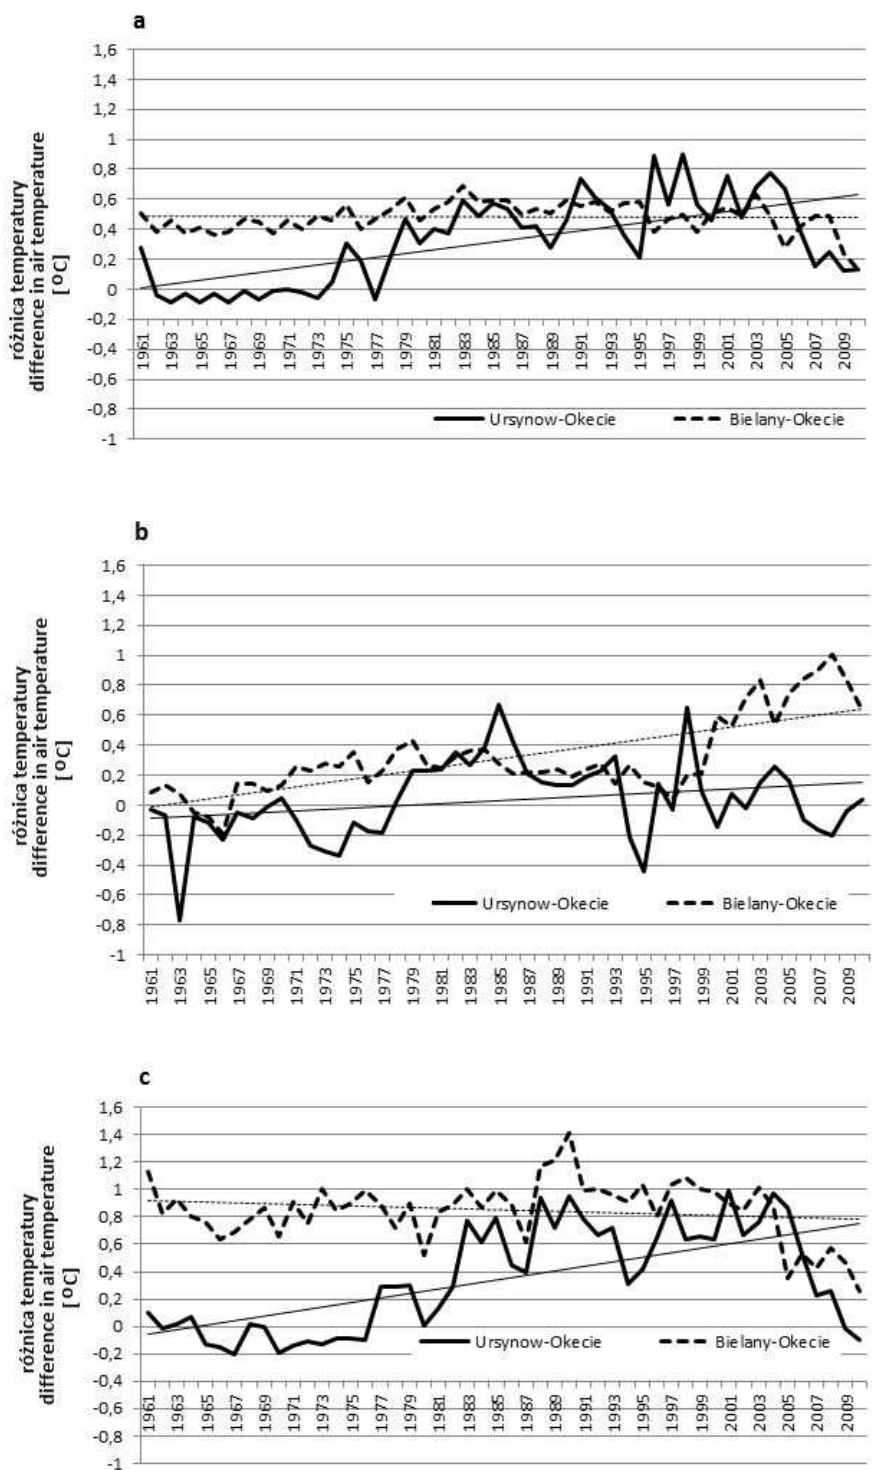 a
1,6
1,4
1,2
1
0,8
0,6
0,4
0,2
0
-0,2
-0,4
-0,6
-0,8
-1
różnica temperatury
difference in air temperature
[ºC]
1961 1963 1965 1967 1969 1971 1973 1975 1977 1979 1981 1983 1985 1987 1989 1991 1993 1995 1997 1999 2001 2003 2005 2007 2009
Ursynow-Okecie Bielany-Okecie
b
1,6
1,4
1,2
1
0,8
0,6
0,4
0,2
0
-0,2
-0,4
-0,6
-0,8
-1
różnica temperatury
difference in air temperature
[ºC]
Ursynow-Okecie Bielany-Okecie
1961 1963 1965 1967 1969 1971 1973 1975 1977 1979 1981 1983 1985 1987 1989 1991 1993 1995 1997 1999 2001 2003 2005 2007 2009
c
1,6
1,4
1,2
1
0,8
0,6
0,4
0,2
0
-0,2
-0,4
-0,6
-0,8
-1
różnica temperatury
difference in air temperature
[ºC]
Ursynow-Okecie Bielany-Okecie
1961 1963 1965 1967 1969 1971 1973 1975 1977 1979 1981 1983 1985 1987 1989 1991 1993 1995 1997 1999 2001 2003 2005 2007 2009